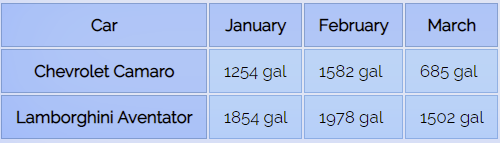 Car January February March
Chevrolet Camaro 1254 gal 1582 gal 685 gal
Lamborghini Aventator 1854 gal 1978 gal 1502 gal